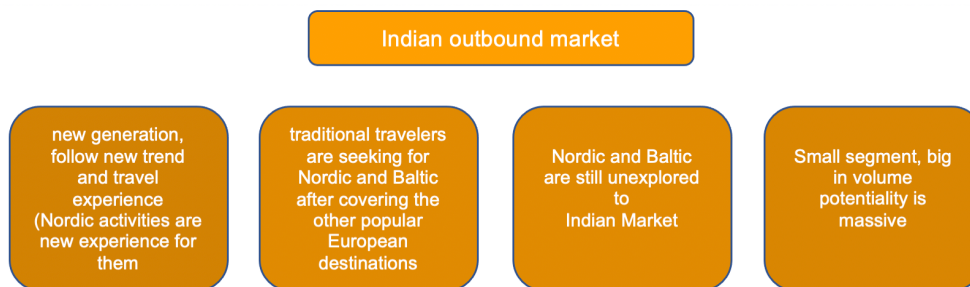 Indian outbound market
new generation,
follow new trend
and travel
experience
(Nordic activities are
new experience for
them
traditional travelers
are seeking for
Nordic and Baltic
after covering the
other popular
European
destinations
Nordic and Baltic
are still unexplored
to
Indian Market
Small segment, big
in volume
potentiality is
massive